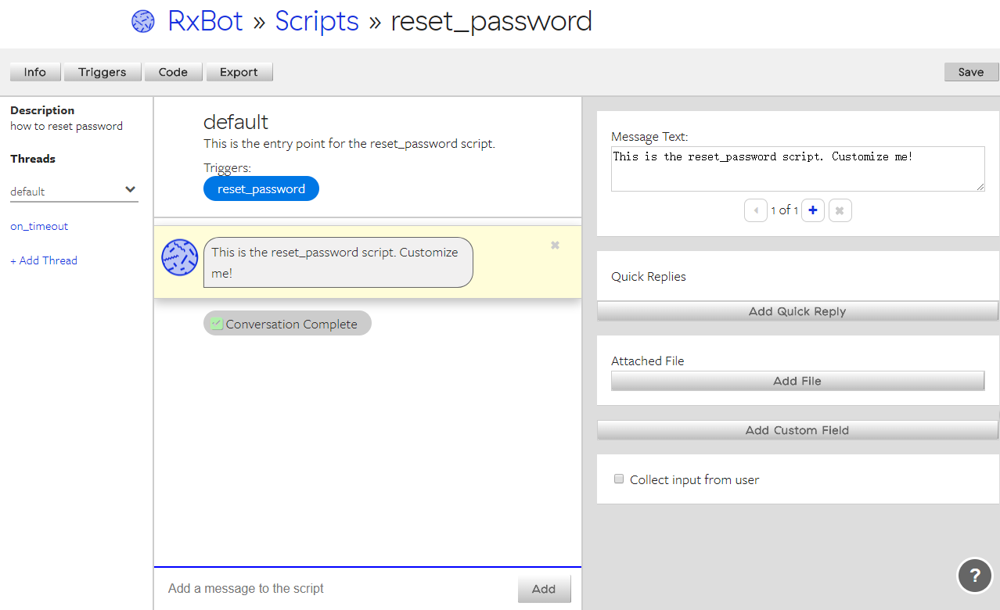 RxBot » Scripts » reset_password
Info Triggers Code Export Save
Description
how to reset password
Threads
default
on_timeout
+ Add Thread
default
This is the entry point for the reset_password script.
Triggers:
reset_password
This is the reset_password script. Customize
me!
Conversation Complete
Add a message to the script Add
Message Text:
This is the reset_password script. Customize me!
1 of 1
Quick Replies
Add Quick Reply
Attached File
Add File
Add Custom Field
Collect input from user
?